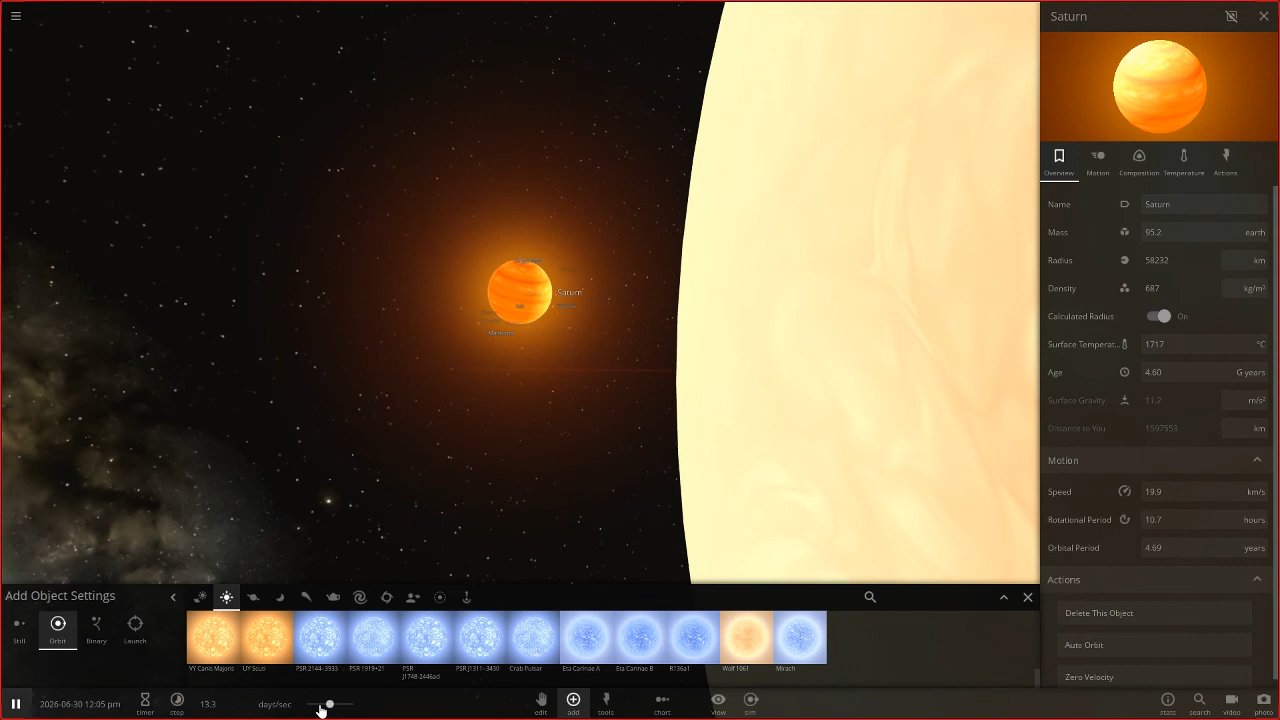 Saturn
Overview
Motion
Composition
Temperature
Actions
Name
Saturn
Mass
95.2
earth
Radius
58232
km
Density
687
kg/m³
Calculated Radius
On
Surface Temperat...
1717
°C
Age
4.60
G years
Surface Gravity
11.2
m/s²
Distance to You
1597553
km
Motion
Speed
19.9
km/s
Rotational Period
10.7
hours
Orbital Period
4.69
years
Actions
Delete This Object
Auto Orbit
Zero Velocity
Saturn
Add Object Settings
Still
Orbit
Binary
Launch
VY Canis Majoris
UY Scuti
PSR 2144-3933
PSR 1919+21
PSR
J1748-2446ad
PSR J1311-3430
Crab Pulsar
Eta Carinae A
Eta Carinae B
R136a1
Wolf 1061
Mirach
2026-06-30 12:05 pm
timer
step
13.3
days/sec
edit
add
tools
chart
view
sim
stats
search
video
photo